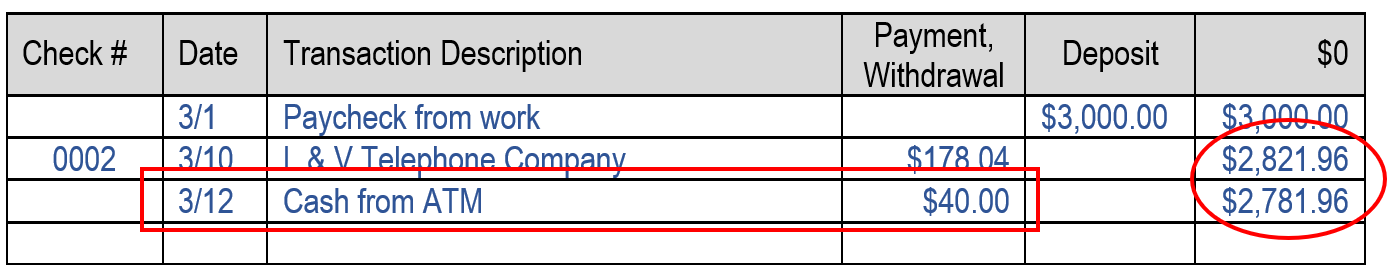 Check # Date Transaction Description Payment, Withdrawal Deposit $0
3/1 Paycheck from work $3,000.00 $3,000.00
0002 3/10 L & V Telephone Company $178.04 $2,821.96
3/12 Cash from ATM $40.00 $2,781.96